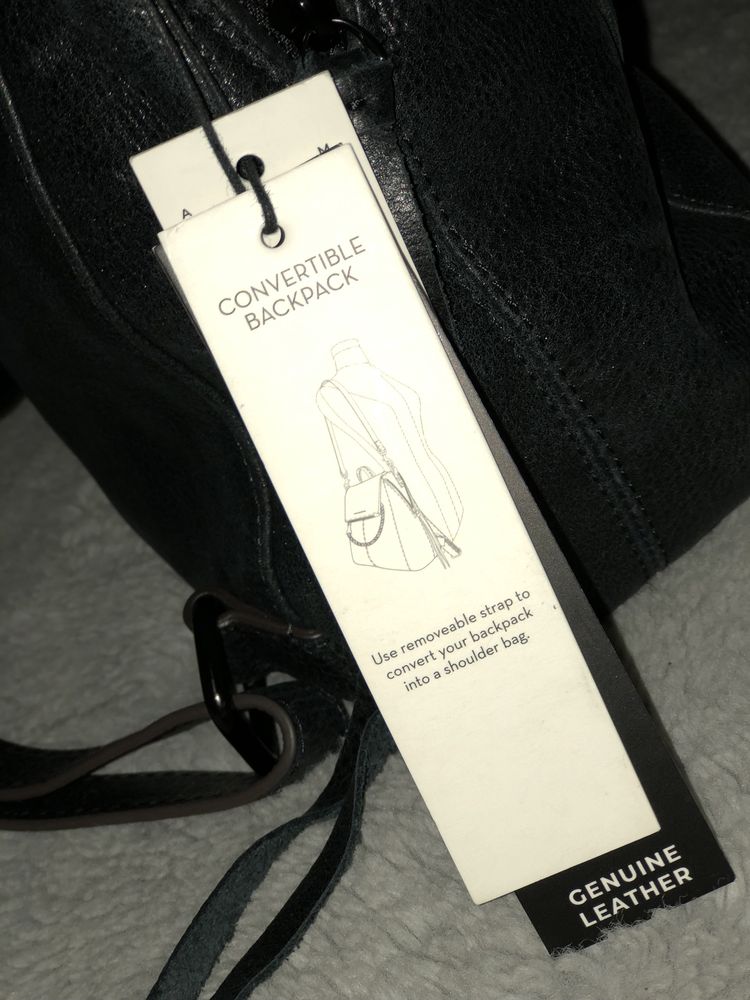 CONVERTIBLE
BACKPACK
Use removeable strap to
convert your backpack
into a shoulder bag.
GENUINE
LEATHER